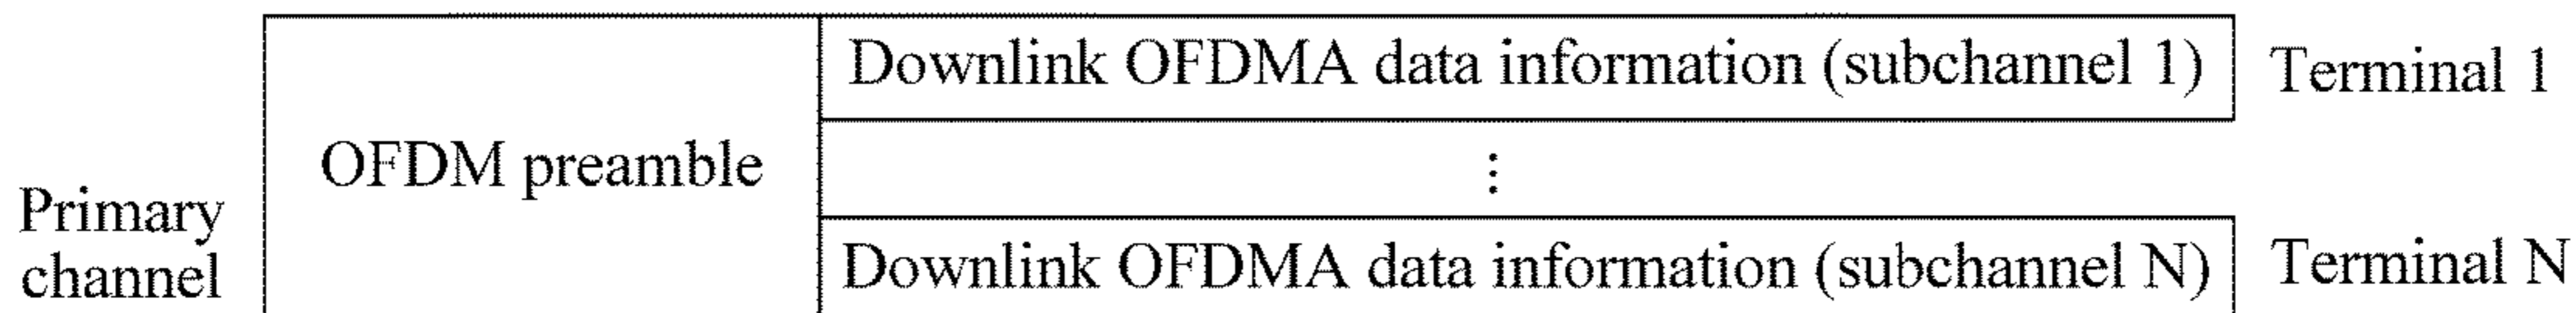 Downlink OFDMA data information (subchannel 1)
Terminal 1
OFDM preamble
⋮
Primary
channel
Downlink OFDMA data information (subchannel N)
Terminal N